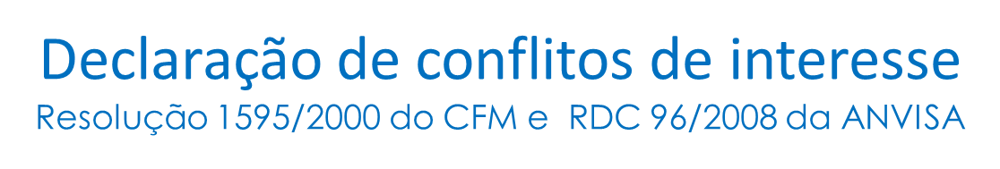 Declaração de conflitos de interesse
Resolução 1595/2000 do CFM e RDC 96/2008 da ANVISA